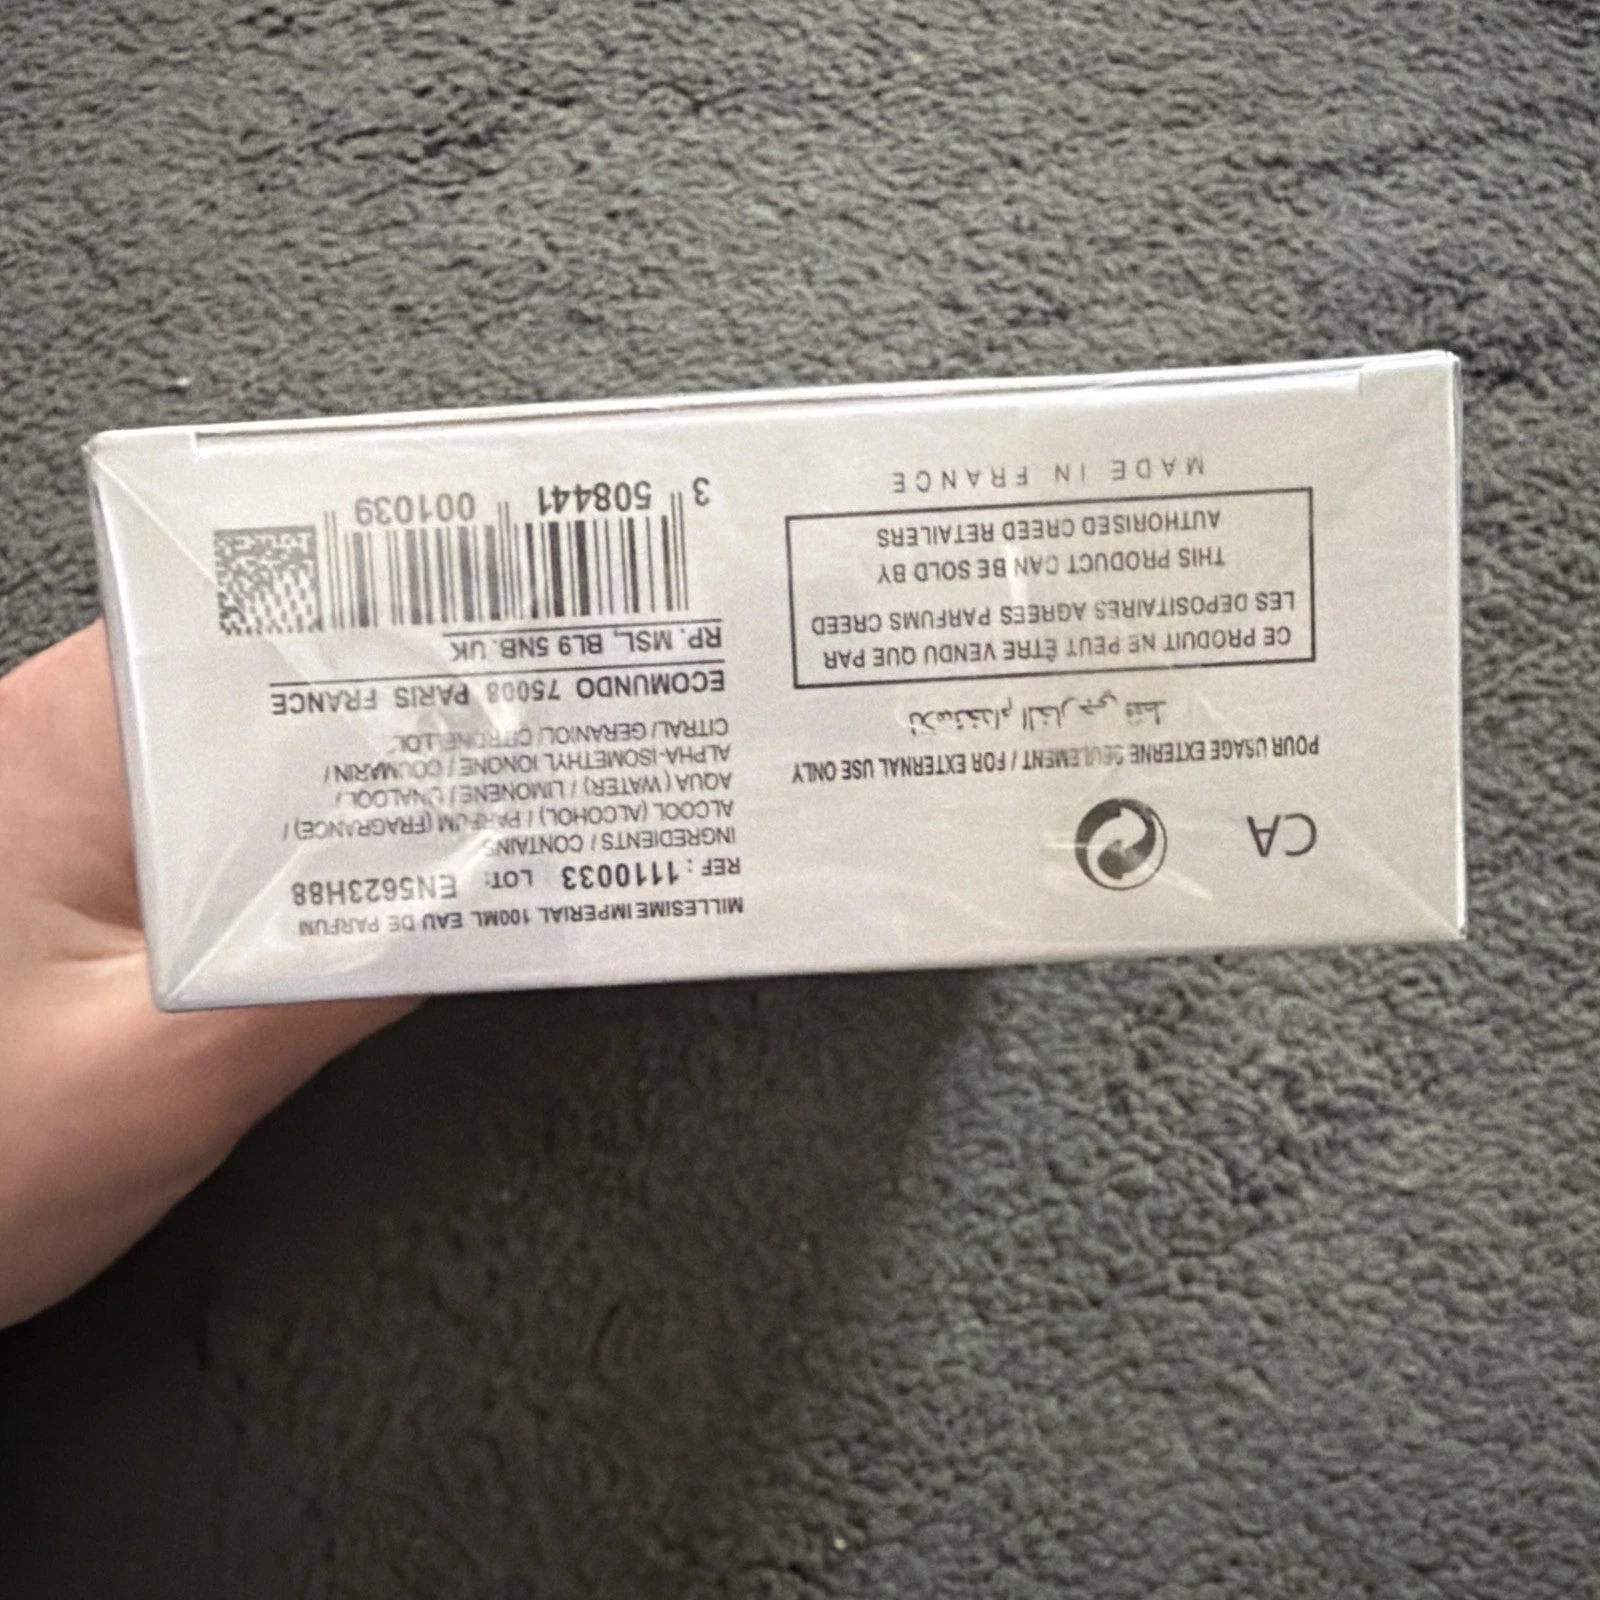 MILLESIME IMPERIAL 100ML EAU DE PARFUM
REF: 1110033 LOT: EN5623H88
INGREDIENTS / CONTAINS
ALCOOL (ALCOHOL) / PARFUM (FRAGRANCE) /
AQUA (WATER) / LIMONENE / LINALOOL /
ALPHA-ISOMETHYL IONONE / COUMARIN /
CITRAL / GERANIOL / CITRONELLOL
ECOMUNDO 75008 PARIS FRANCE
RP. MSL, BL9 5NB. UK
3 508441 001039
CA
POUR USAGE EXTERNE SEULEMENT / FOR EXTERNAL USE ONLY
للاستخدام الخارجي فقط
CE PRODUIT NE PEUT ÊTRE VENDU QUE PAR
LES DEPOSITAIRES AGREES PARFUMS CREED
THIS PRODUCT CAN BE SOLD BY
AUTHORISED CREED RETAILERS
MADE IN FRANCE